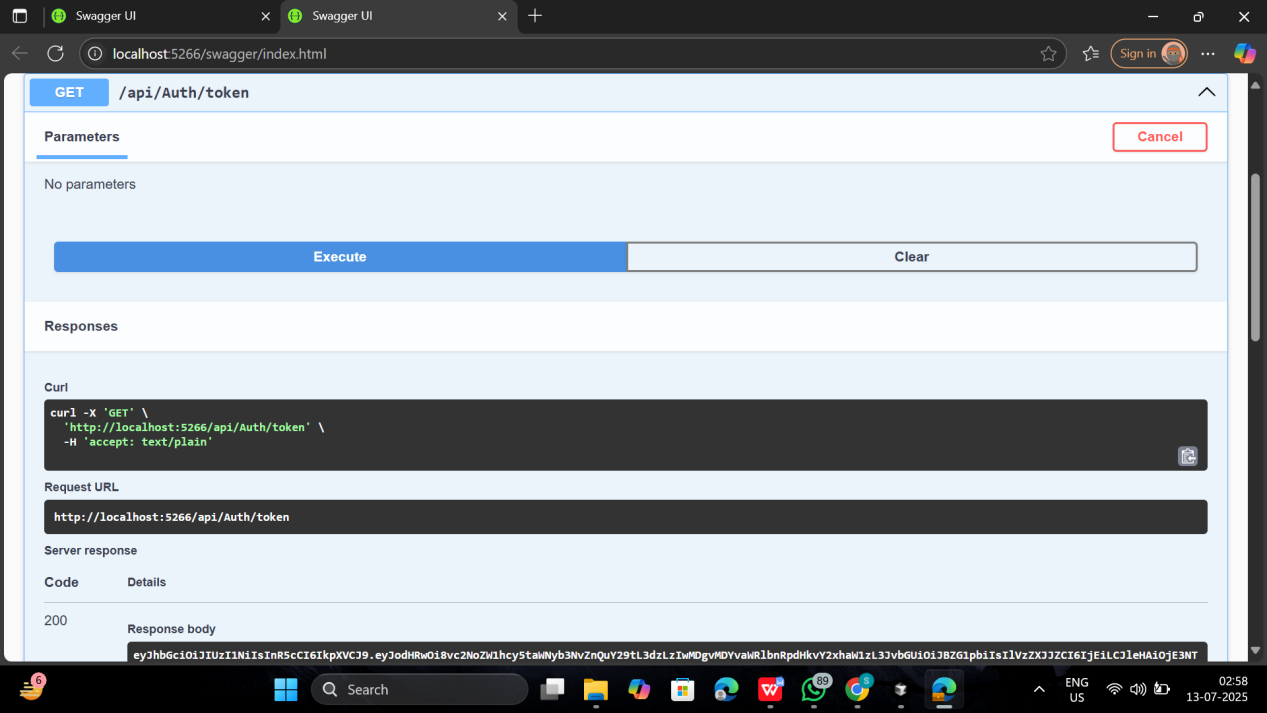 Swagger UI
Swagger UI
localhost:5266/swagger/index.html
Sign in
GET /api/Auth/token
Parameters
Cancel
No parameters
Execute
Clear
Responses
Curl
curl -X 'GET' \
'http://localhost:5266/api/Auth/token' \
-H 'accept: text/plain'
Request URL
http://localhost:5266/api/Auth/token
Server response
Code Details
200
Response body
eyJhbGciOiJIUzI1NiIsInR5cCI6IkpXVCJ9.eyJodHRwOi8vc2NoZW1hcy5taWNyb3NvZnQuY29tL3dzLzIwMDgvMDYvaWRlbnRpdHkvY2xhaW1zL3JvbGUiOiJBZG1pbiIsIlVzZXJJZCI6IjEiLCJleHAiOjE3NT
6
Search
89
S
ENG
US
02:58
13-07-2025